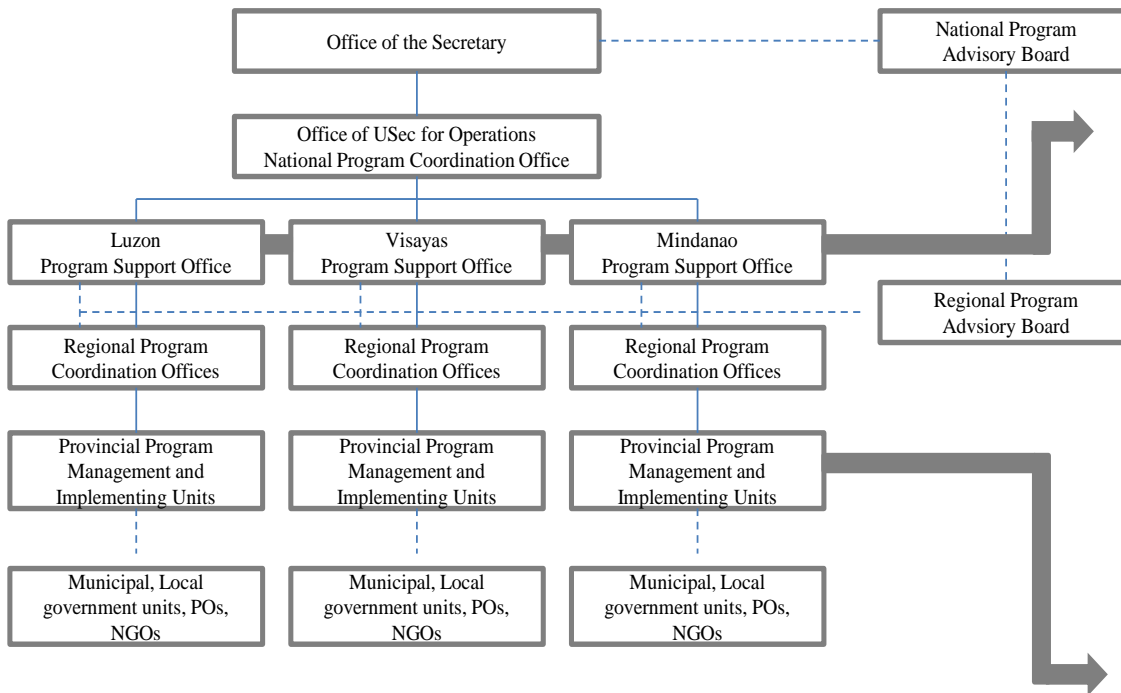 Office of the Secretary
National Program
Advisory Board
Office of USec for Operations
National Program Coordination Office
Luzon
Program Support Office
Visayas
Program Support Office
Mindanao
Program Support Office
Regional Program
Advsiory Board
Regional Program
Coordination Offices
Regional Program
Coordination Offices
Regional Program
Coordination Offices
Provincial Program
Management and
Implementing Units
Provincial Program
Management and
Implementing Units
Provincial Program
Management and
Implementing Units
Municipal, Local
government units, POs,
NGOs
Municipal, Local
government units, POs,
NGOs
Municipal, Local
government units, POs,
NGOs